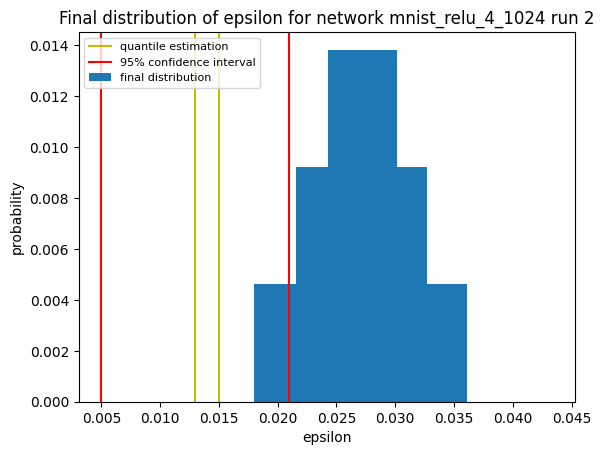 Final distribution of epsilon for network mnist_relu_4_1024 run 2
quantile estimation
95% confidence interval
final distribution
probability
0.014
0.012
0.010
0.008
0.006
0.004
0.002
0.000
0.005 0.010 0.015 0.020 0.025 0.030 0.035 0.040 0.045
epsilon